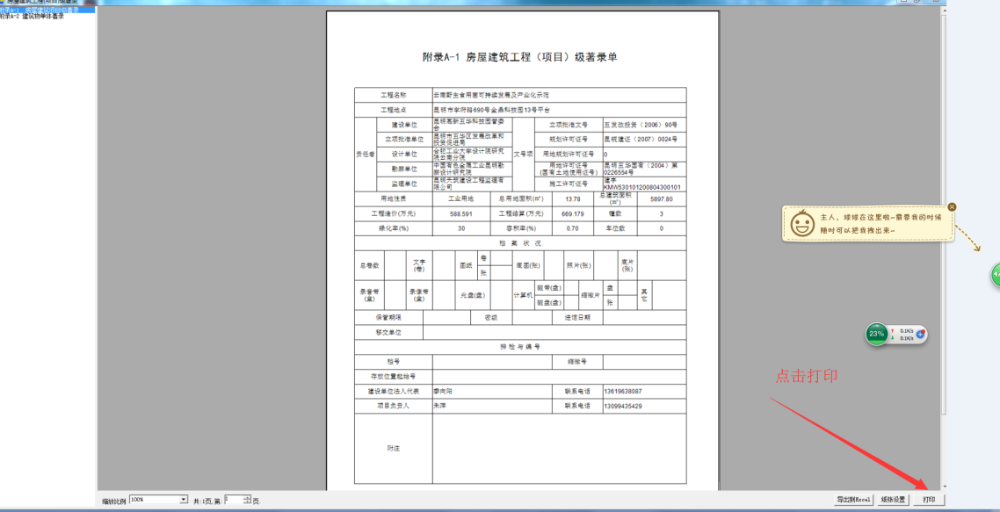 房屋建筑工程(项目)级著录
附录A-1 房屋建筑项目级著录
附录A-2 建筑物单体著录
附录A-1 房屋建筑工程（项目）级著录单
工程名称 云南野生食用菌可持续发展及产业化示范
工程地点 昆明市学府路690号金鼎科技园13号平台
责任者 建设单位 昆明高新五华科技园管委会 文号项 立项批准文号 五发改投资（2006）90号
立项批准单位 昆明市五华区发展改革和投资促进局 规划许可证号 昆规建证（2007）0024号
设计单位 合肥工业大学设计院研究院云南分院 用地规划许可证号 0
勘察单位 中国有色金属工业昆明勘察设计研究院 用地许可证号(国有土地使用证号) 昆明五华国有（2004）第0226554号
监理单位 昆明天筑建设工程监理有限公司 施工许可证号 建字KMW530101200804300101
用地性质 工业用地 总用地面积(㎡) 13.78 总建筑面积(㎡) 5897.80
工程造价(万元) 588.591 工程结算(万元) 669.179 幢数 3
绿化率(%) 30 容积率(%) 0.70 车位数 0
档 案 状 况
总卷数 文字(卷) 图纸 卷 张 底图(张) 照片(张) 底片(张)
录音带(盒) 录像带(盒) 光盘(盘) 计算机 磁带(盘) 磁盘(盘) 缩微片 盘 张 其它
保管期限 密级 进馆日期
移交单位
排 检 与 编 号
档号 缩微号
存放位置起始号
建设单位法人代表 秦向阳 联系电话 13619638087
项目负责人 朱萍 联系电话 13099435429
附注
主人，球球在这里啦~需要我的时候
随时可以把我拽出来~
23% 0.1K/s
0.1K/s
点击打印
缩放比例 100% 共:1页,第: 1 页
导出到Excel 纸张设置 打印